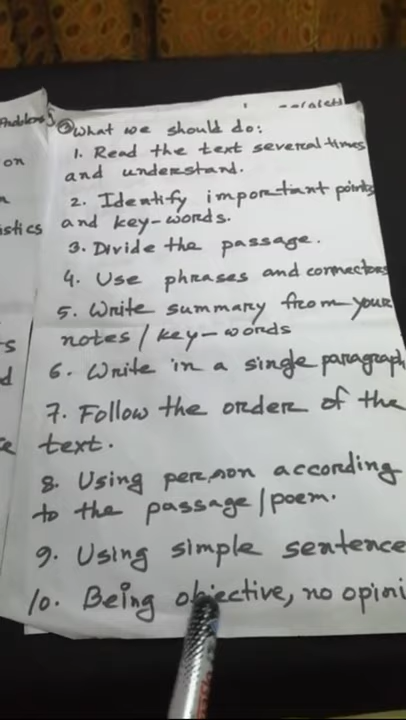 Problems
on
istics
s
d
e
What we should do:
1. Read the text several times
and understand.
2. Identify important points
and key-words.
3. Divide the passage.
4. Use phrases and connectors
5. Write summary from your
notes/key-words
6. Write in a single paragraph
7. Follow the order of the
text.
8. Using person according
to the passage/poem.
9. Using simple sentence
10. Being objective, no opini